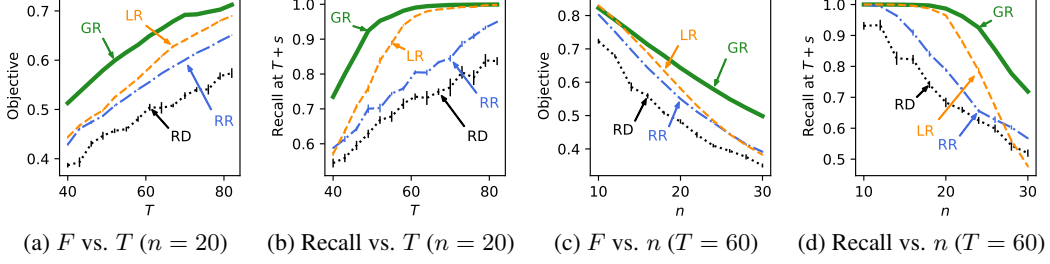 0.7
0.6
0.5
0.4
Objective
GR
LR
RR
RD
40
60
80
T
(a) F vs. T (n = 20)
1.0
0.9
0.8
0.7
0.6
Recall at T + s
GR
LR
RR
RD
40
60
80
T
(b) Recall vs. T (n = 20)
0.8
0.7
0.6
0.5
0.4
Objective
LR
GR
RD
RR
10
20
30
n
(c) F vs. n (T = 60)
1.0
0.9
0.8
0.7
0.6
0.5
Recall at T + s
GR
RD
LR
RR
10
20
30
n
(d) Recall vs. n (T = 60)